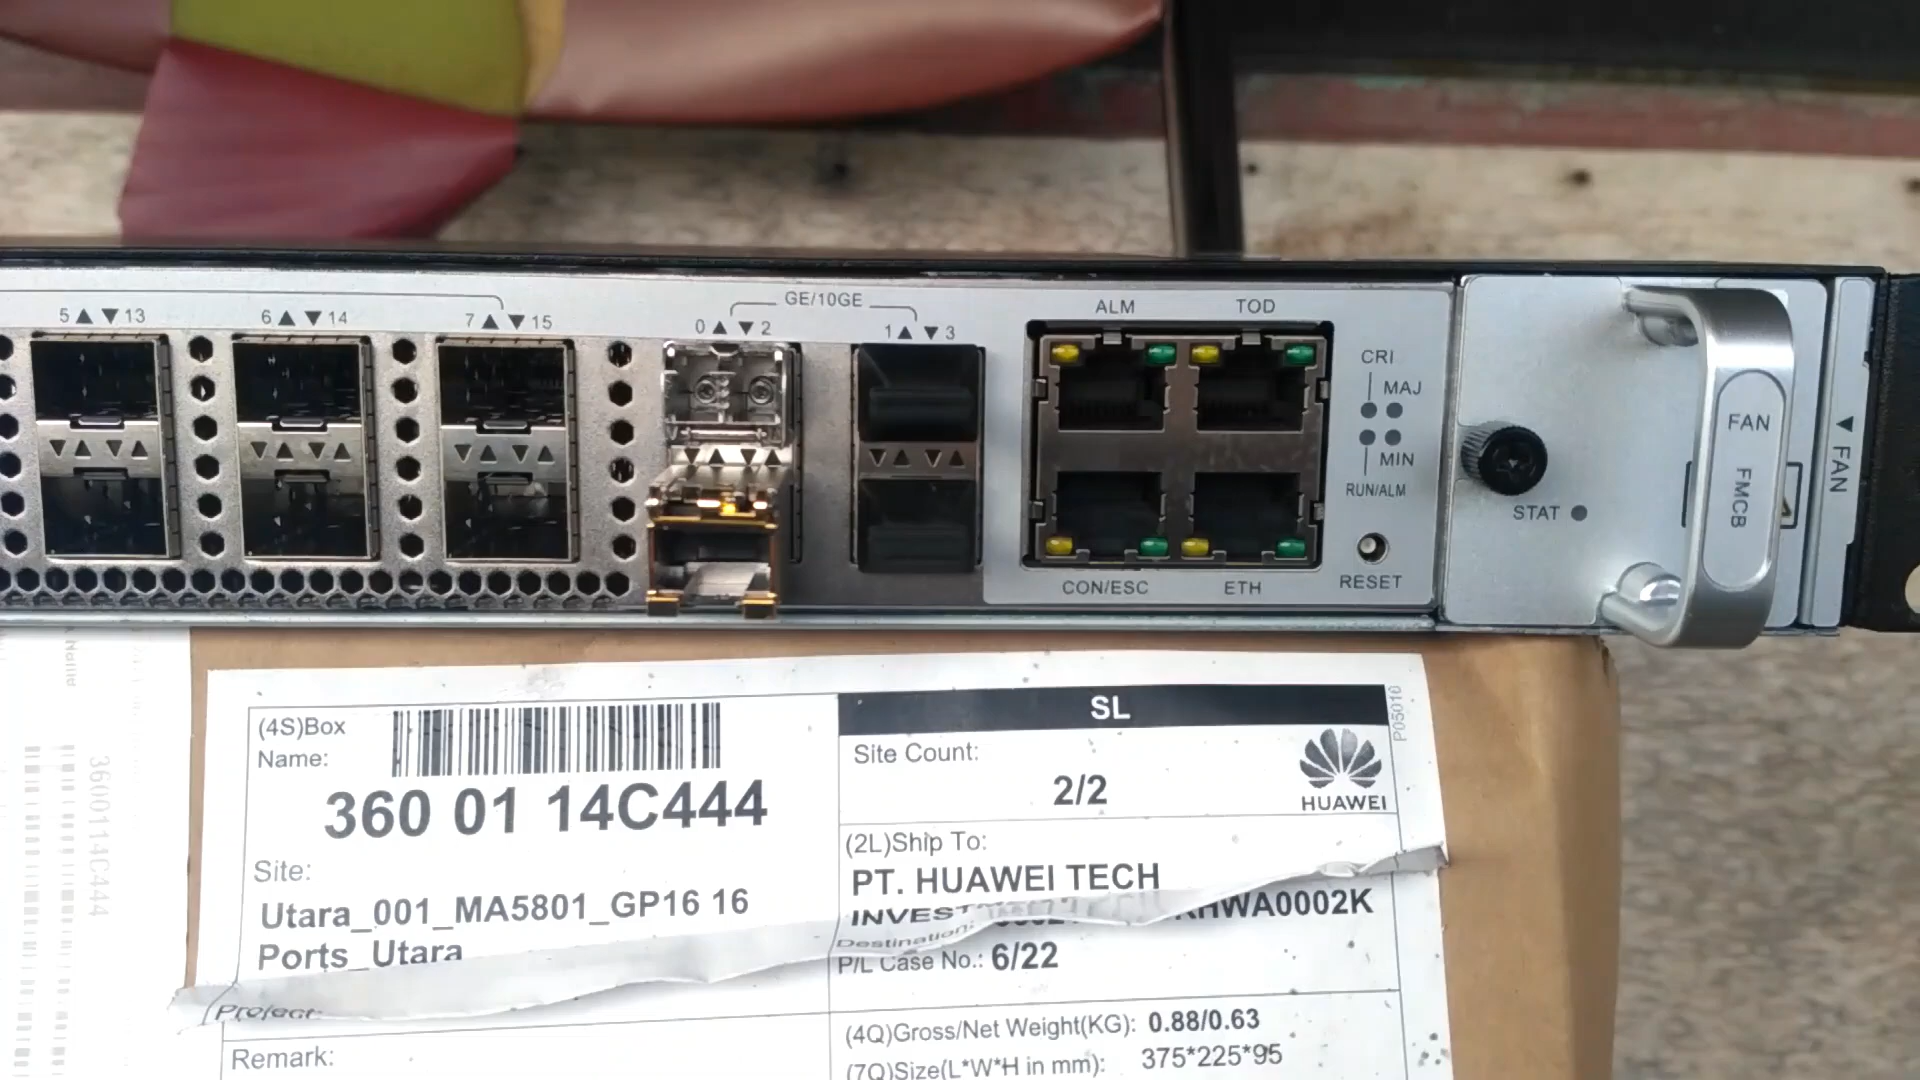 GE/10GE
5▲▼13
6▲▼14
7▲▼15
0▲▼2
1▲▼3
ALM
TOD
CRI
MAJ
MIN
RUN/ALM
RESET
CON/ESC
ETH
STAT
FAN
FMCB
▼FAN
(4S)Box
Name:
360 01 14C444
Site:
Utara_001_MA5801_GP16 16
Ports_Utara
Project:
Remark:
SL
P05010
Site Count:
2/2
HUAWEI
(2L)Ship To:
PT. HUAWEI TECH
HWA0002K
Destination:
P/L Case No.: 6/22
(4Q)Gross/Net Weight(KG): 0.88/0.63
(7Q)Size(L*W*H in mm): 375*225*95
3600114C444